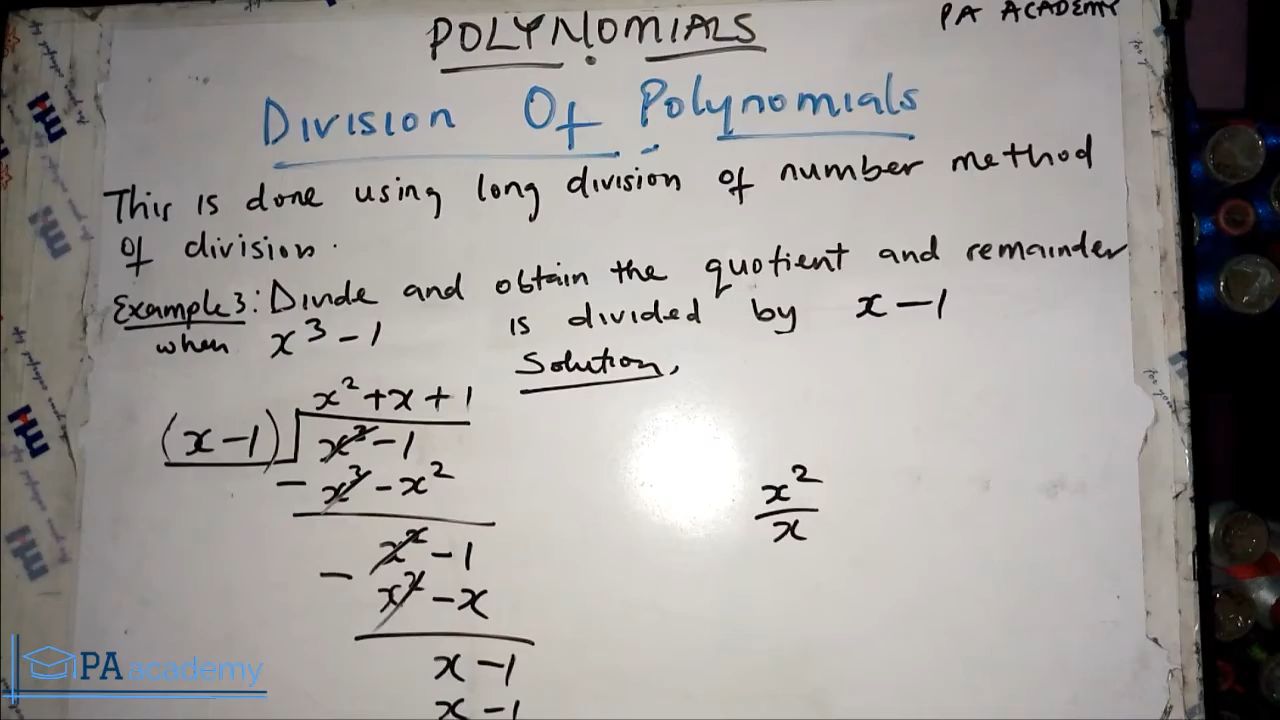 POLYNOMIALS
PA ACADEMY
Division Of Polynomials
This is done using long division of number method
of division.
Example 3: Divide and obtain the quotient and remainder
when x³ - 1 is divided by x - 1
Solution,
x² + x + 1
(x - 1) x³ - 1
- x³ - x²
x² - 1
- x² - x
x - 1
x - 1
x²
x
PA academy